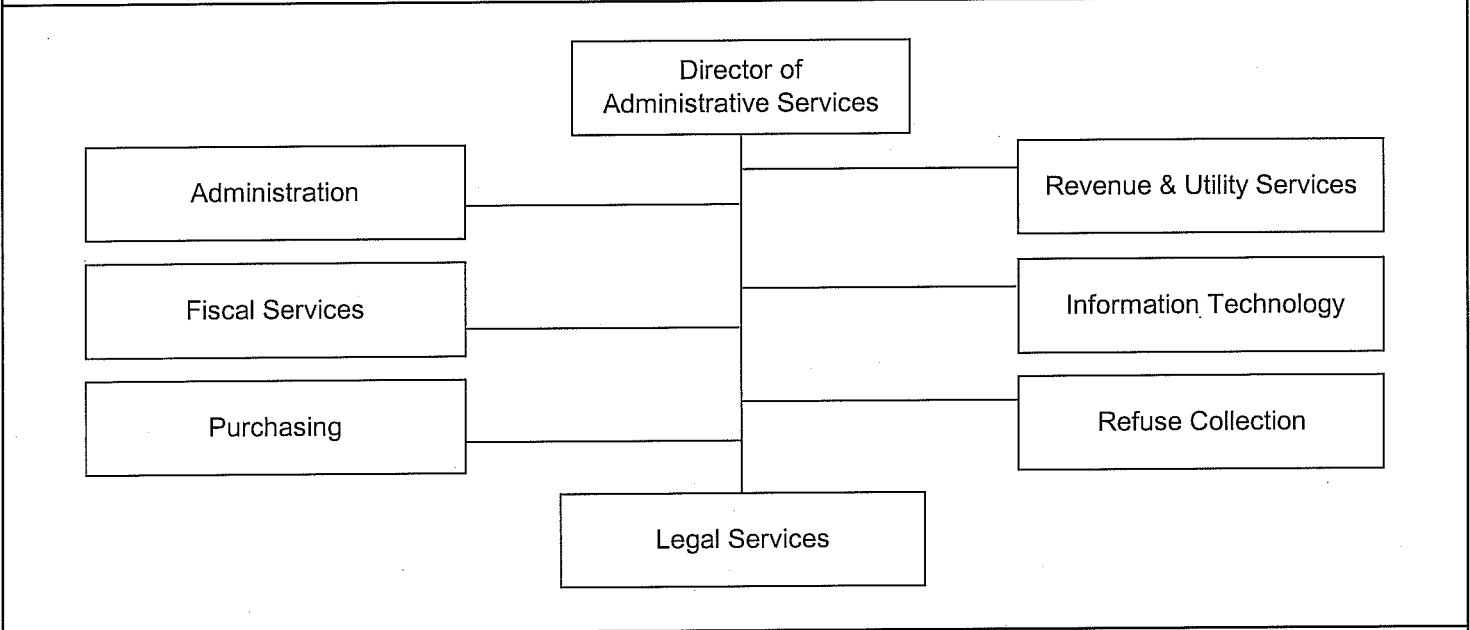 Director of
Administrative Services
Administration
Revenue & Utility Services
Fiscal Services
Information Technology
Purchasing
Refuse Collection
Legal Services